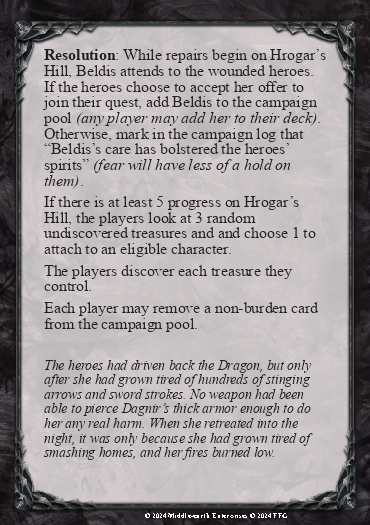 Resolution: While repairs begin on Hrogar's
Hill, Beldis attends to the wounded heroes.
If the heroes choose to accept her offer to
join their quest, add Beldis to the campaign
pool (any player may add her to their deck).
Otherwise, mark in the campaign log that
“Beldis's care has bolstered the heroes'
spirits” (fear will have less of a hold on
them).
If there is at least 5 progress on Hrogar's
Hill, the players look at 3 random
undiscovered treasures and and choose 1 to
attach to an eligible character.
The players discover each treasure they
control.
Each player may remove a non-burden card
from the campaign pool.
The heroes had driven back the Dragon, but only
after she had grown tired of hundreds of stinging
arrows and sword strokes. No weapon had been
able to pierce Dagnir's thick armor enough to do
her any real harm. When she retreated into the
night, it was only because she had grown tired of
smashing homes, and her fires burned low.
© 2024 Middle-earth Enterprises © 2024 FFG